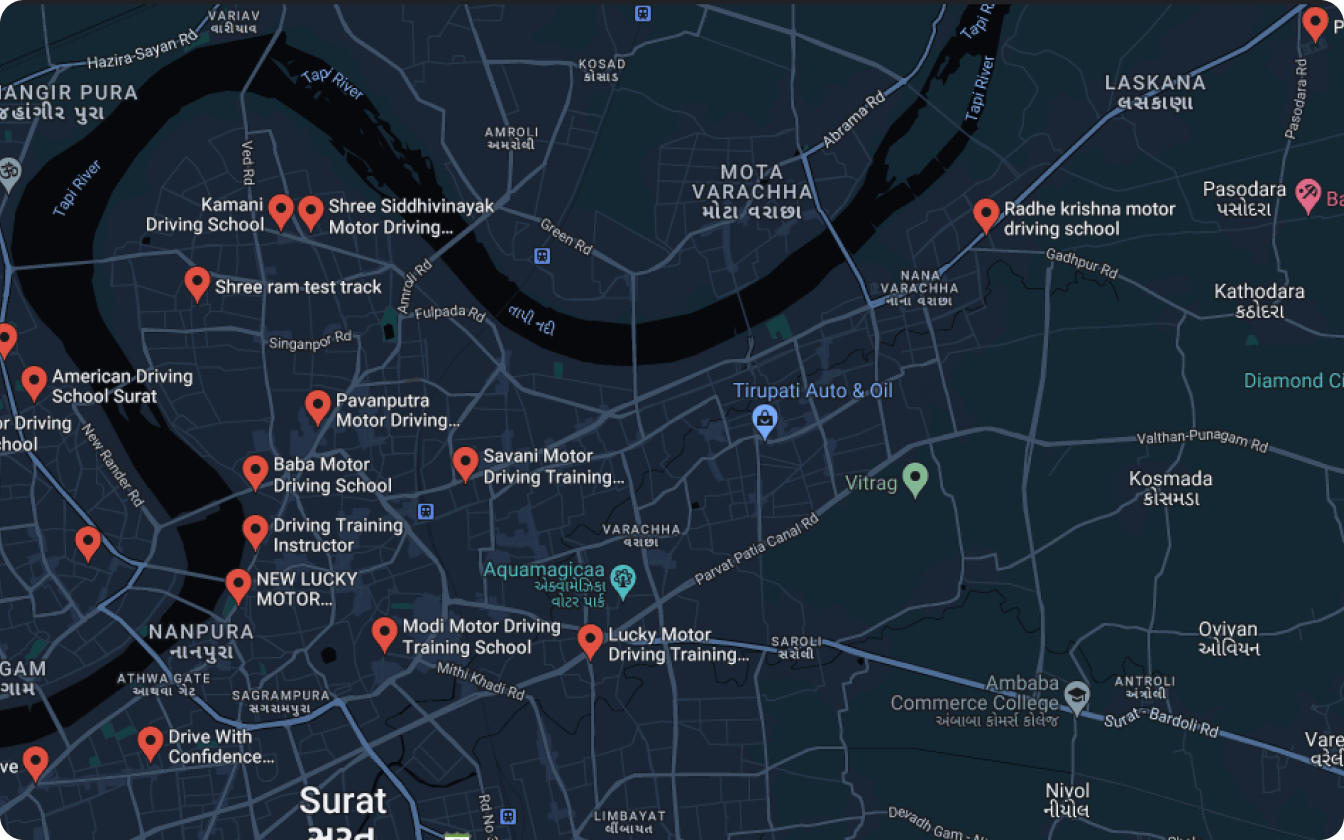 VARIAV
વારીયાવ
Hazira-Sayan-Rd
Tapi River
KOSAD
કોસાડ
Tapi R
Tapi River
LASKANA
લસકાણા
P
Pasodara Rd
HANGIR PURA
જહાંગીર પુરા
AMROLI
અમરોલી
Abrama Rd
Ved Rd
Tapi River
MOTA
VARACHHA
મોટા વરાછા
Pasodara
પસોદરા
Ba
Kamani
Driving School
Shree Siddhivinayak
Motor Driving...
Radhe krishna motor
driving school
Green Rd
Gadhpur Rd
Shree ram test track
Amroli Rd
NANA
VARACHHA
નાના વરાછા
Kathodara
કઠોદરા
Fulpada Rd
તાપી નદી
Singanpor Rd
American Driving
School Surat
Tirupati Auto & Oil
Diamond Ci
Pavanputra
Motor Driving...
or Driving
chool
New Rander Rd
Valthan-Punagam Rd
Baba Motor
Driving School
Savani Motor
Driving Training...
Vitrag
Kosmada
કોસમડા
Driving Training
Instructor
VARACHHA
વરાછા
Parvat Patia Canal Rd
Aquamagicaa
એક્વામેઝિકા
વોટર પાર્ક
NEW LUCKY
MOTOR...
NANPURA
નાનપુરા
Modi Motor Driving
Training School
Lucky Motor
Driving Training...
SAROLI
સરોલી
Oviyan
ઓવિયન
GAM
ગામ
ATHWA GATE
આથવા ગેટ
SAGRAMPURA
સગરામપુરા
Mithi Khadi Rd
Ambaba
Commerce College
અંબાબા કોમર્સ કૉલેજ
ANTROLI
અંત્રોલી
Surat - Bardoli Rd
Drive With
Confidence...
ve
Vare
વરેલી
Surat
સુરત
Rd No
LIMBAYAT
લીંબાયત
Nivol
નીયોલ
Devadh Gam - N